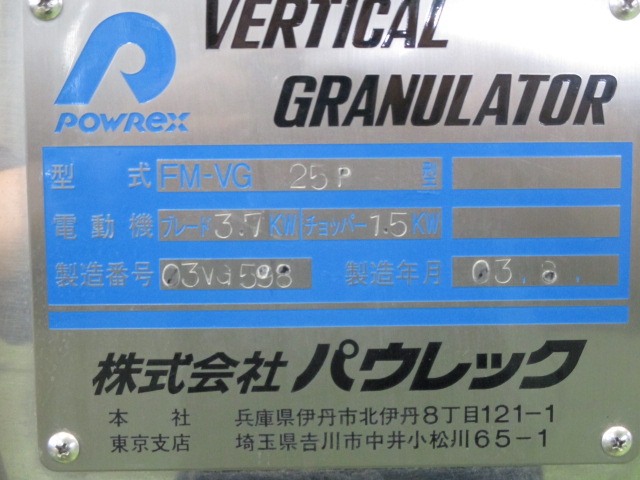 VERTICAL
POWREX GRANULATOR
型式 FM-VG 25P 型
電動機 ブレード 3.7 KW チョッパー 1.5 KW
製造番号 03VG598 製造年月 03.8.
株式会社 パウレック
本社 兵庫県伊丹市北伊丹8丁目121-1
東京支店 埼玉県吉川市中井小松川65-1